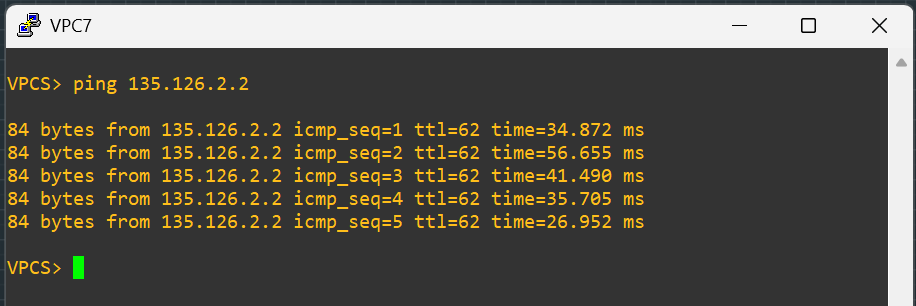 VPC7
VPCS> ping 135.126.2.2
84 bytes from 135.126.2.2 icmp_seq=1 ttl=62 time=34.872 ms
84 bytes from 135.126.2.2 icmp_seq=2 ttl=62 time=56.655 ms
84 bytes from 135.126.2.2 icmp_seq=3 ttl=62 time=41.490 ms
84 bytes from 135.126.2.2 icmp_seq=4 ttl=62 time=35.705 ms
84 bytes from 135.126.2.2 icmp_seq=5 ttl=62 time=26.952 ms
VPCS>